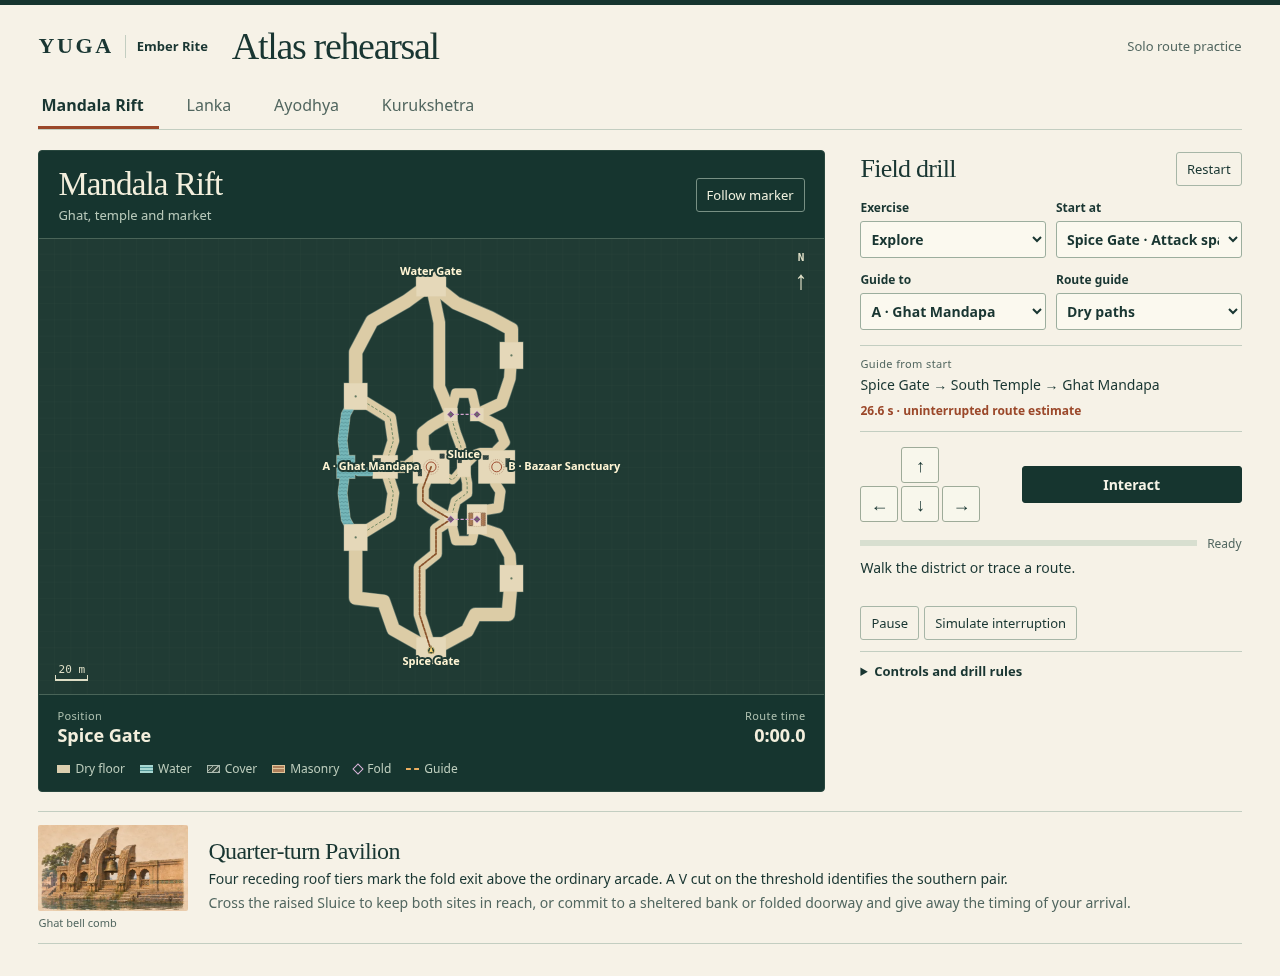 YUGA
Ember Rite
Atlas rehearsal
Solo route practice
Mandala Rift
Lanka
Ayodhya
Kurukshetra
Mandala Rift
Ghat, temple and market
Follow marker
N
↑
Water Gate
Sluice
A · Ghat Mandapa
B · Bazaar Sanctuary
Spice Gate
20 m
Position
Spice Gate
Route time
0:00.0
Dry floor
Water
Cover
Masonry
Fold
Guide
Field drill
Restart
Exercise
Start at
Explore
Spice Gate · Attack spa
Guide to
Route guide
A · Ghat Mandapa
Dry paths
Guide from start
Spice Gate → South Temple → Ghat Mandapa
26.6 s · uninterrupted route estimate
↑
← ↓ →
Interact
Ready
Walk the district or trace a route.
Pause
Simulate interruption
Controls and drill rules
Quarter-turn Pavilion
Four receding roof tiers mark the fold exit above the ordinary arcade. A V cut on the threshold identifies the southern pair.
Cross the raised Sluice to keep both sites in reach, or commit to a sheltered bank or folded doorway and give away the timing of your arrival.
Ghat bell comb